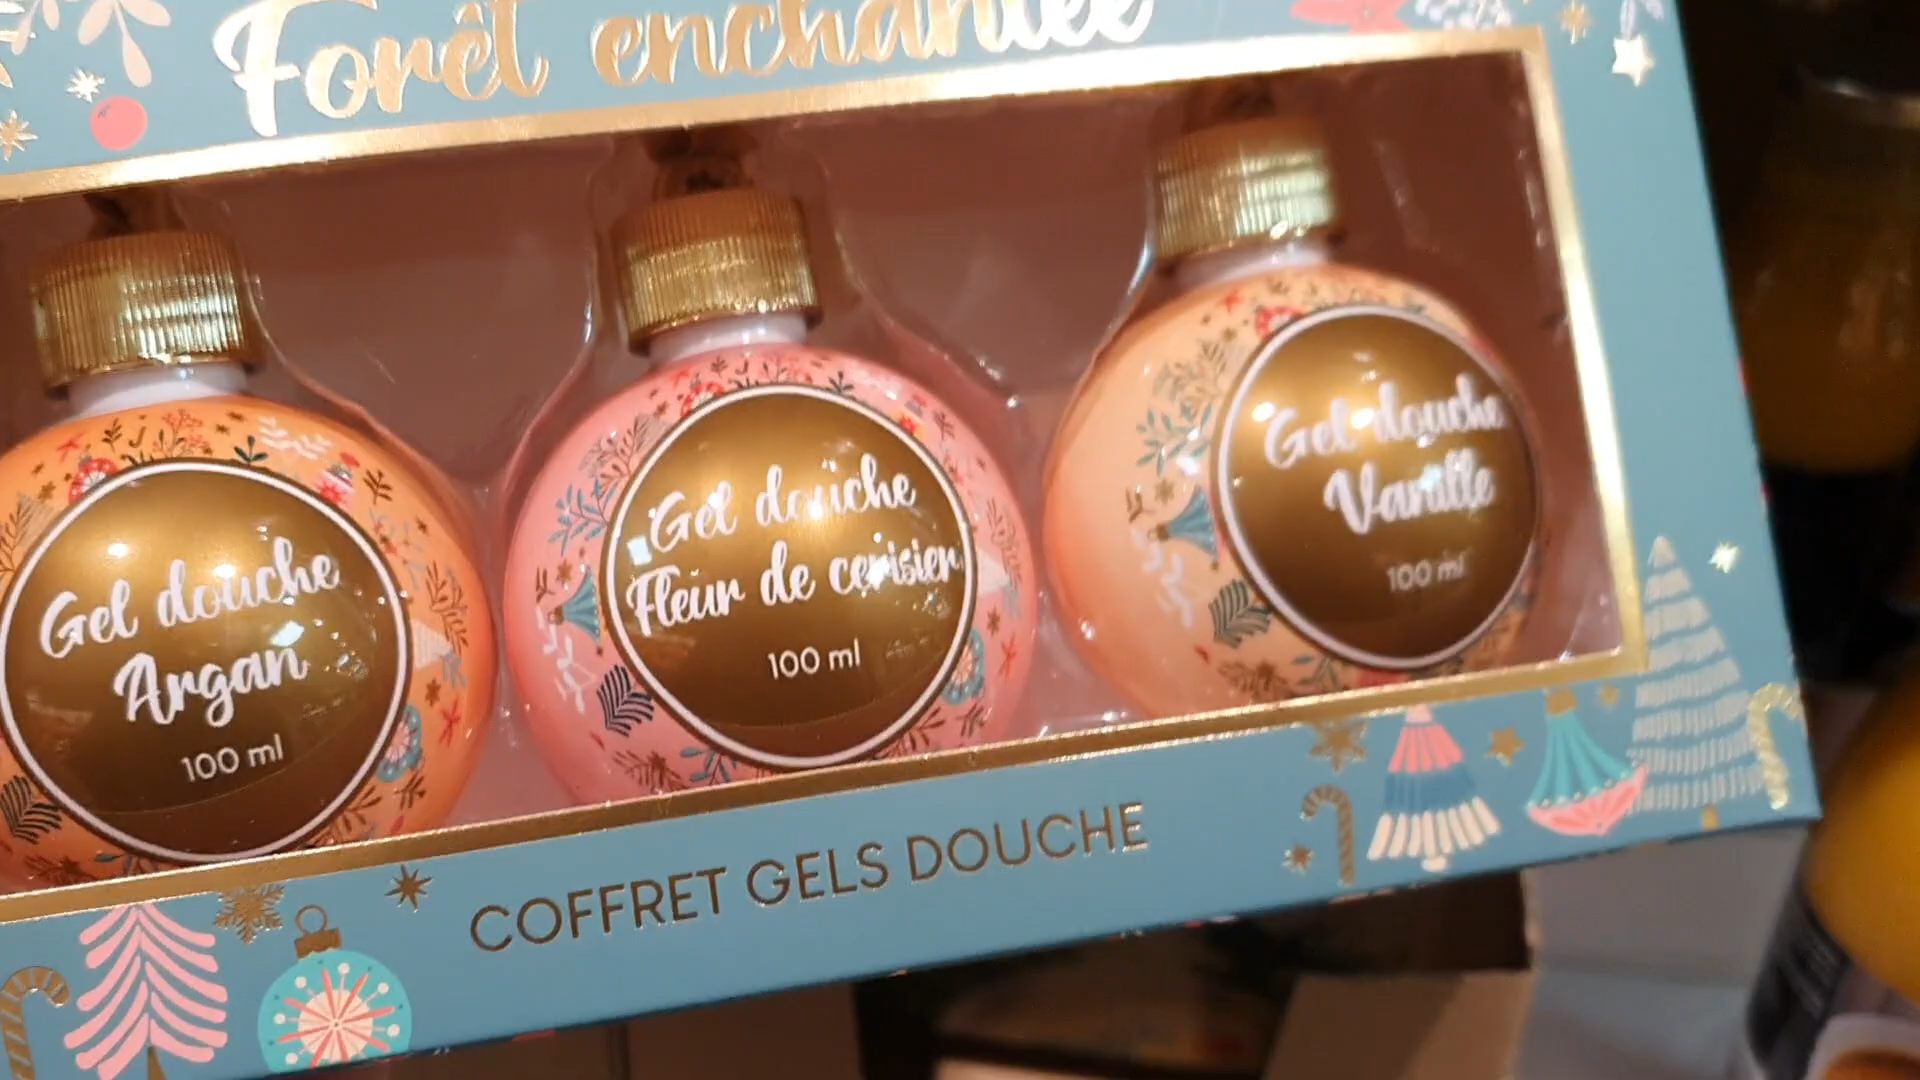 Forêt enchantée
Gel douche
Argan
100 ml
Gel douche
Fleur de cerisier
100 ml
Gel douche
Vanille
100 ml
COFFRET GELS DOUCHE